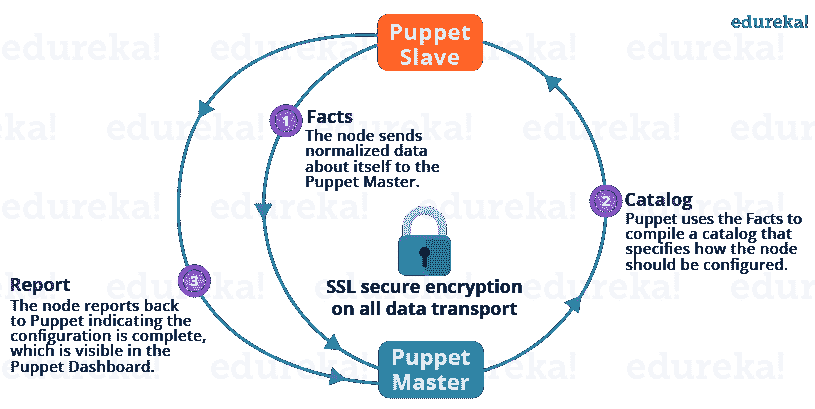 edureka!
Puppet
Slave
1
Facts
The node sends
normalized data
about itself to the
Puppet Master.
2
Catalog
Puppet uses the Facts to
compile a catalog that
specifies how the node
should be configured.
SSL secure encryption
on all data transport
3
Report
The node reports back
to Puppet indicating the
configuration is complete,
which is visible in the
Puppet Dashboard.
Puppet
Master